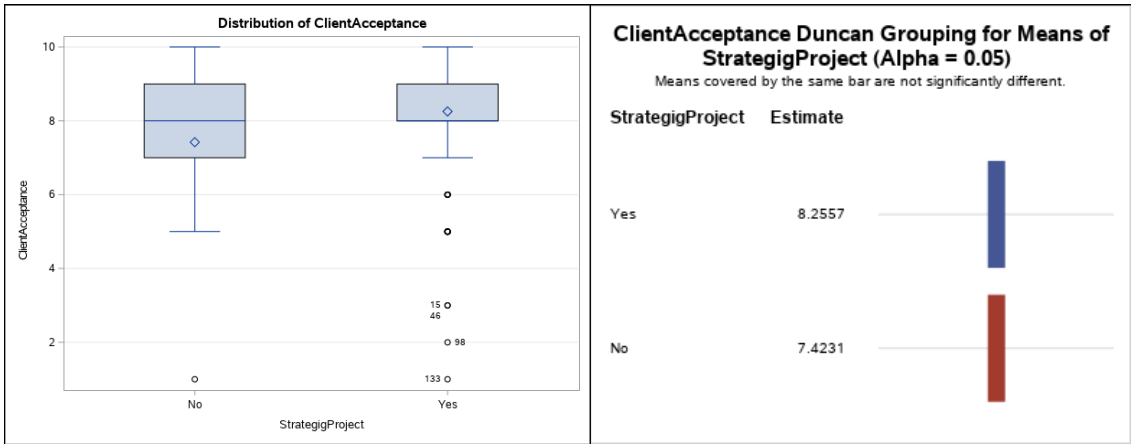 Distribution of ClientAcceptance
10
8
6
4
2
ClientAcceptance
15
46
98
133
No
Yes
StrategigProject
ClientAcceptance Duncan Grouping for Means of
StrategigProject (Alpha = 0.05)
Means covered by the same bar are not significantly different.
StrategigProject Estimate
Yes 8.2557
No 7.4231